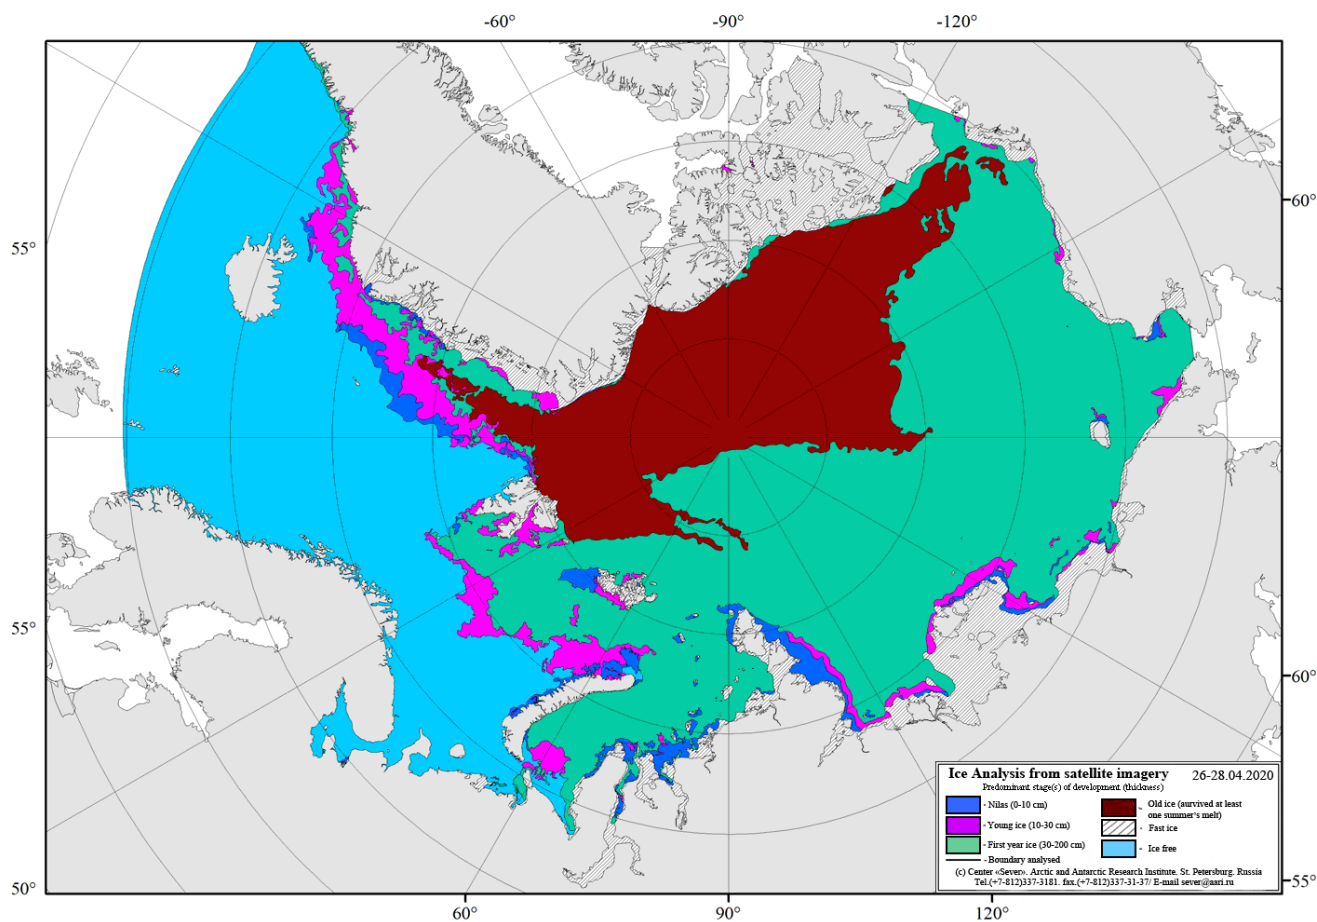 -60° -90° -120°
60°
55°
Ice Analysis from satellite imagery 26-28.04.2020
Predominant stage(s) of development (thickness)
- Nilas (0-10 cm)
- Old ice (aurvived at least
one summer's melt)
- Young ice (10-30 cm)
- Fast ice
- First year ice (30-200 cm)
- Ice free
- Boundary analysed
(c) Center «Sever». Arctic and Antarctic Research Institute. St. Petersburg. Russia
Tel.(+7-812)337-3181. fax.(+7-812)337-31-37/ E-mail sever@aari.ru
55°
60°
50°
55°
60° 90° 120°